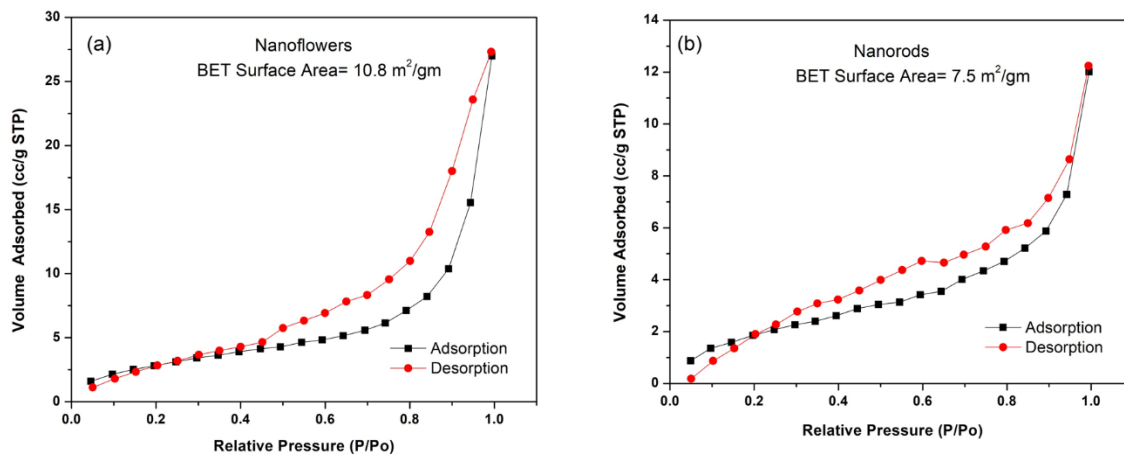 (a)
Nanoflowers
BET Surface Area= 10.8 m²/gm
30
25
20
15
10
5
0
Volume Adsorbed (cc/g STP)
Adsorption
Desorption
0.0 0.2 0.4 0.6 0.8 1.0
Relative Pressure (P/Po)
(b)
Nanorods
BET Surface Area= 7.5 m²/gm
14
12
10
8
6
4
2
0
Volume Adsorbed (cc/g STP)
Adsorption
Desorption
0.0 0.2 0.4 0.6 0.8 1.0
Relative Pressure (P/Po)